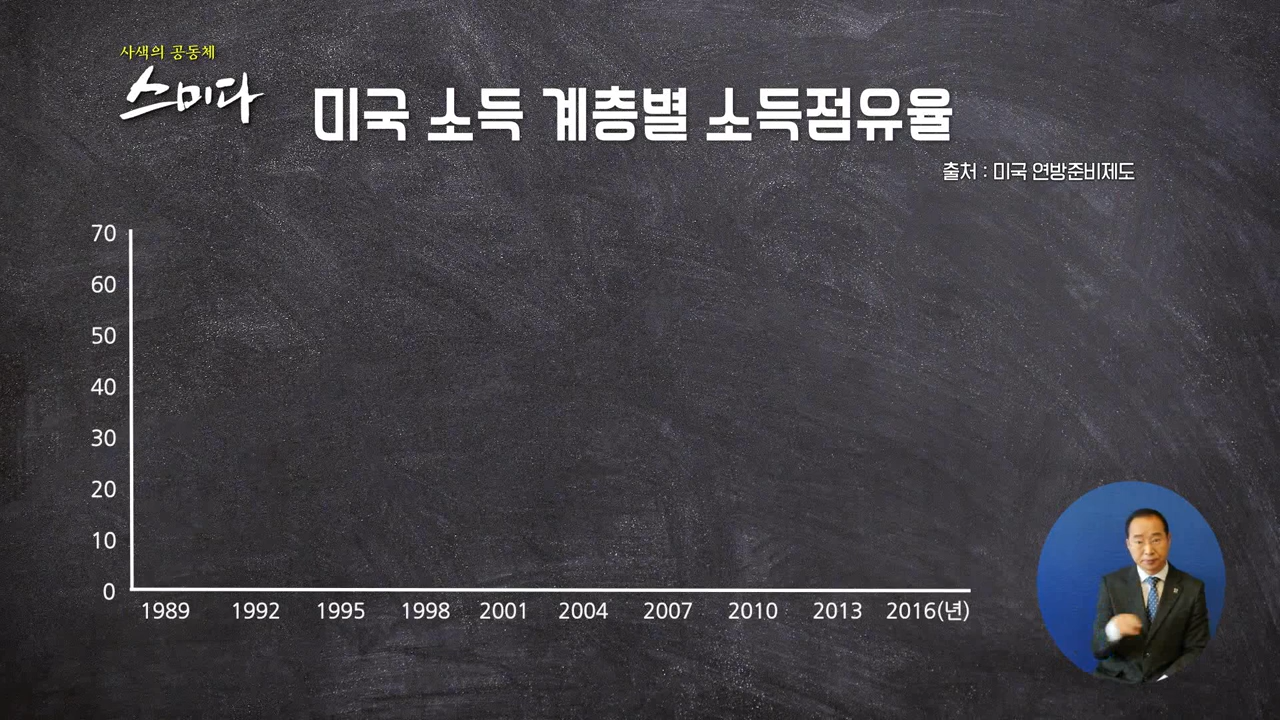 사색의 공동체
스미다
미국 소득 계층별 소득점유율
출처 : 미국 연방준비제도
70
60
50
40
30
20
10
0
1989 1992 1995 1998 2001 2004 2007 2010 2013 2016(년)